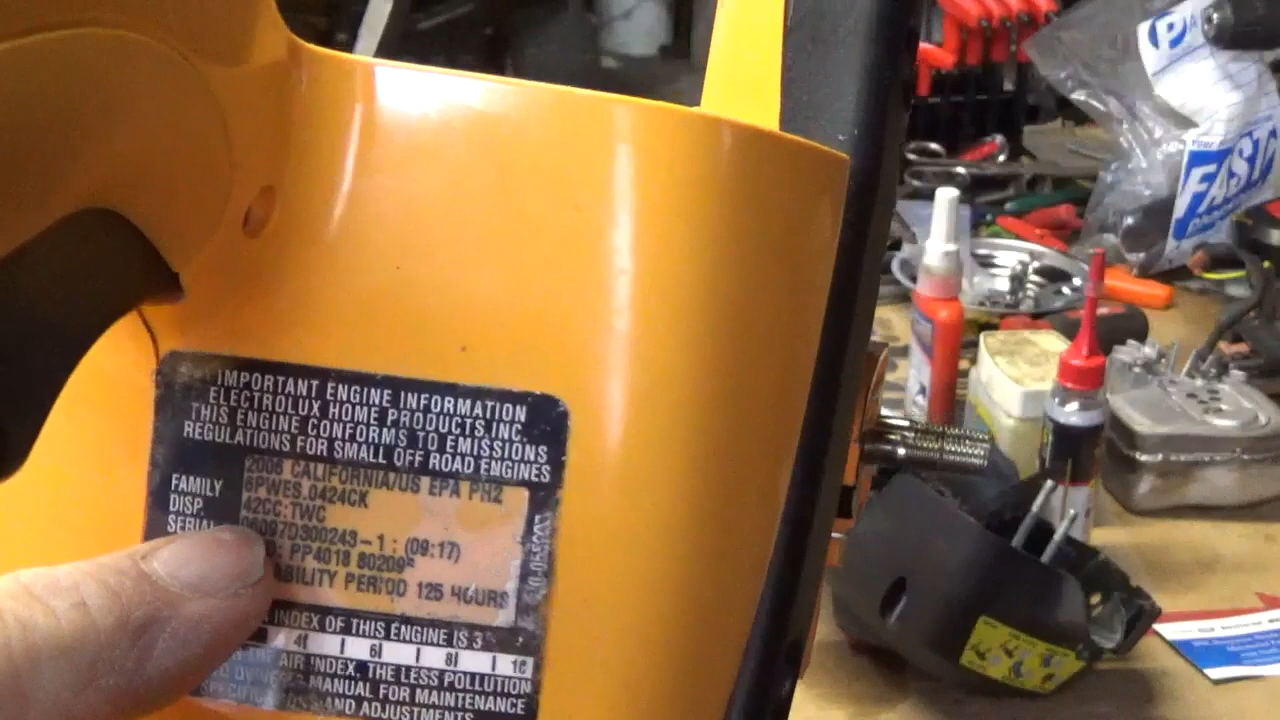 IMPORTANT ENGINE INFORMATION
ELECTROLUX HOME PRODUCTS, INC.
THIS ENGINE CONFORMS TO EMISSIONS
REGULATIONS FOR SMALL OFF ROAD ENGINES
2006 CALIFORNIA/US EPA PH2
FAMILY 6PWES.0424CK
DISP. 42CC:TWC
SERIAL 06097D300243-1 : (09:17)
: PP4018 80209
PERIOD 125 HOURS
INDEX OF THIS ENGINE IS 3
4 6 8 10
AIR INDEX, THE LESS POLLUTION
MANUAL FOR MAINTENANCE
AND ADJUSTMENTS
P
Your
FAST